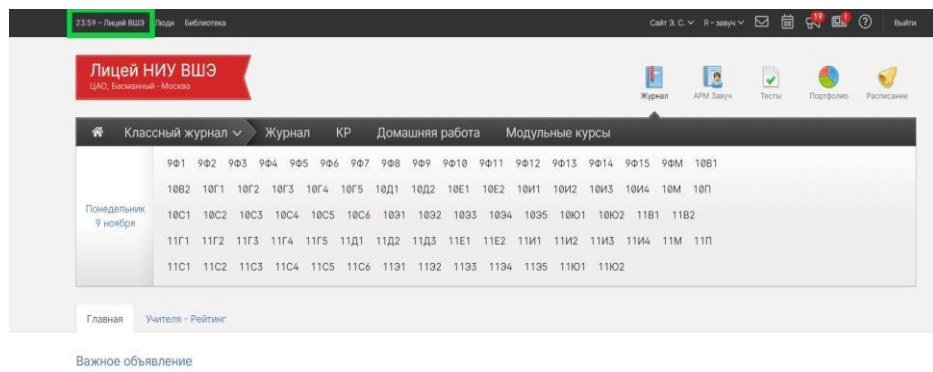 23:59 – Лицей ВШЭ Люди Библиотека Сайт Э. С. Я – завуч 19 Выйти
Лицей НИУ ВШЭ
ЦАО, Басманный - Москва
Журнал АРМ Завуч Тесты Портфолио Расписание
Классный журнал Журнал КР Домашняя работа Модульные курсы
9Ф1 9Ф2 9Ф3 9Ф4 9Ф5 9Ф6 9Ф7 9Ф8 9Ф9 9Ф10 9Ф11 9Ф12 9Ф13 9Ф14 9Ф15 9ФМ 10В1
10В2 10Г1 10Г2 10Г3 10Г4 10Г5 10Д1 10Д2 10Е1 10Е2 10И1 10И2 10И3 10И4 10М 10П
Понедельник
9 ноября
10С1 10С2 10С3 10С4 10С5 10С6 10Э1 10Э2 10Э3 10Э4 10Э5 10Ю1 10Ю2 11В1 11В2
11Г1 11Г2 11Г3 11Г4 11Г5 11Д1 11Д2 11Д3 11Е1 11Е2 11И1 11И2 11И3 11И4 11М 11П
11С1 11С2 11С3 11С4 11С5 11С6 11Э1 11Э2 11Э3 11Э4 11Э5 11Ю1 11Ю2
Главная Учителя - Рейтинг
Важное объявление